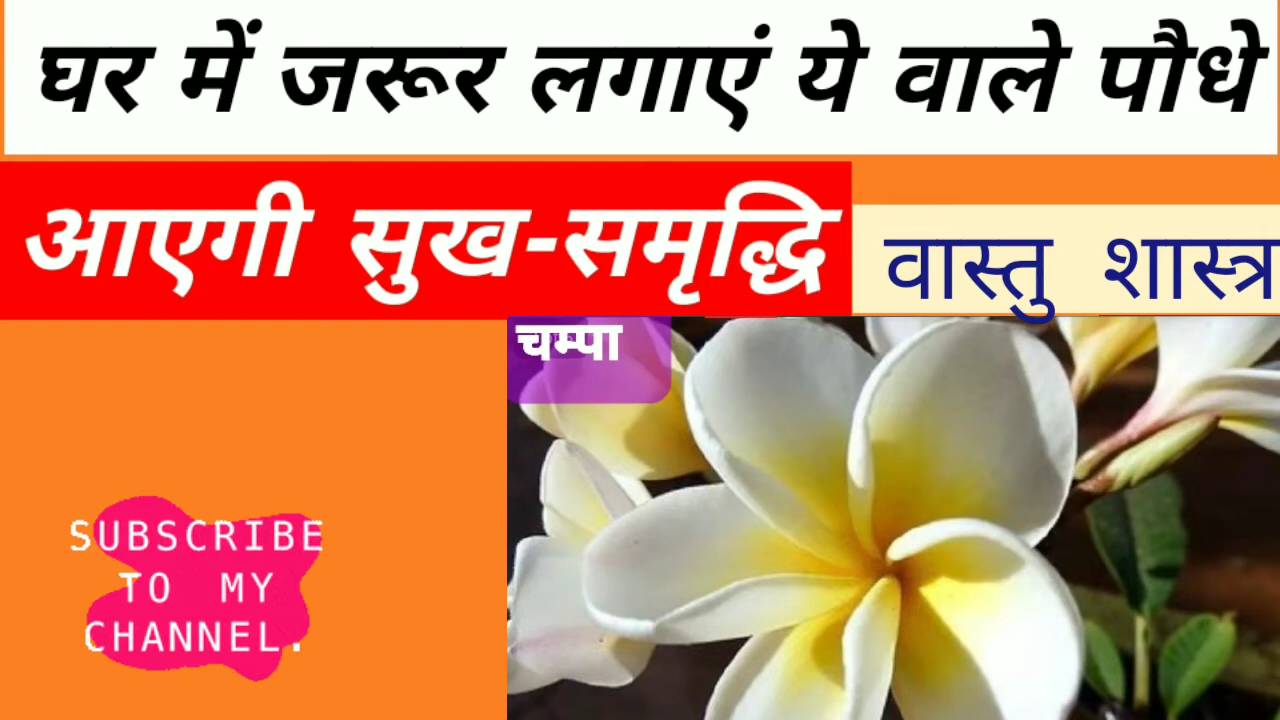 घर में जरूर लगाएं ये वाले पौधे
आएगी सुख-समृद्धि
वास्तु शास्त्र
चम्पा
SUBSCRIBE
TO MY
CHANNEL.